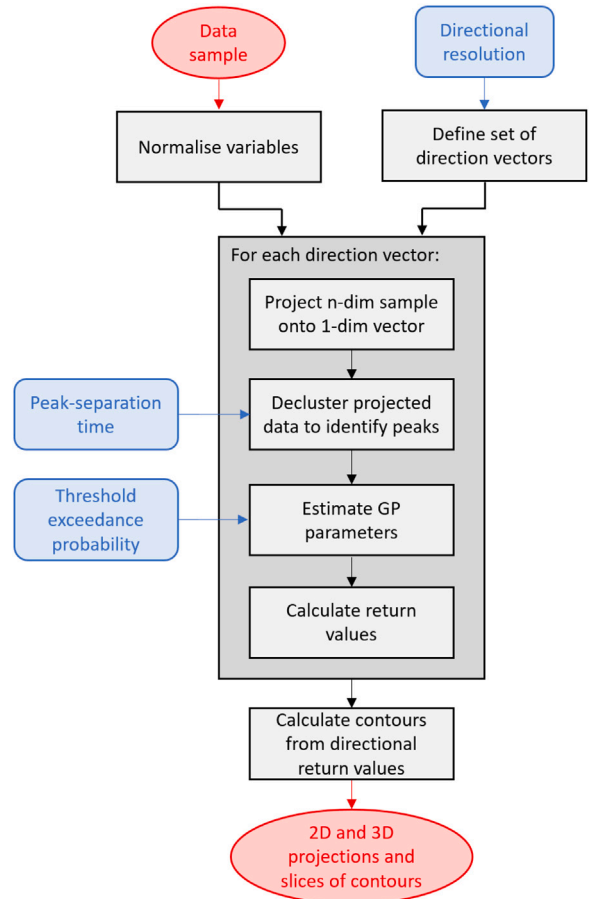 Data
sample
Directional
resolution
Normalise variables
Define set of
direction vectors
For each direction vector:
Project n-dim sample
onto 1-dim vector
Peak-separation
time
Decluster projected
data to identify peaks
Threshold
exceedance
probability
Estimate GP
parameters
Calculate return
values
Calculate contours
from directional
return values
2D and 3D
projections and
slices of contours